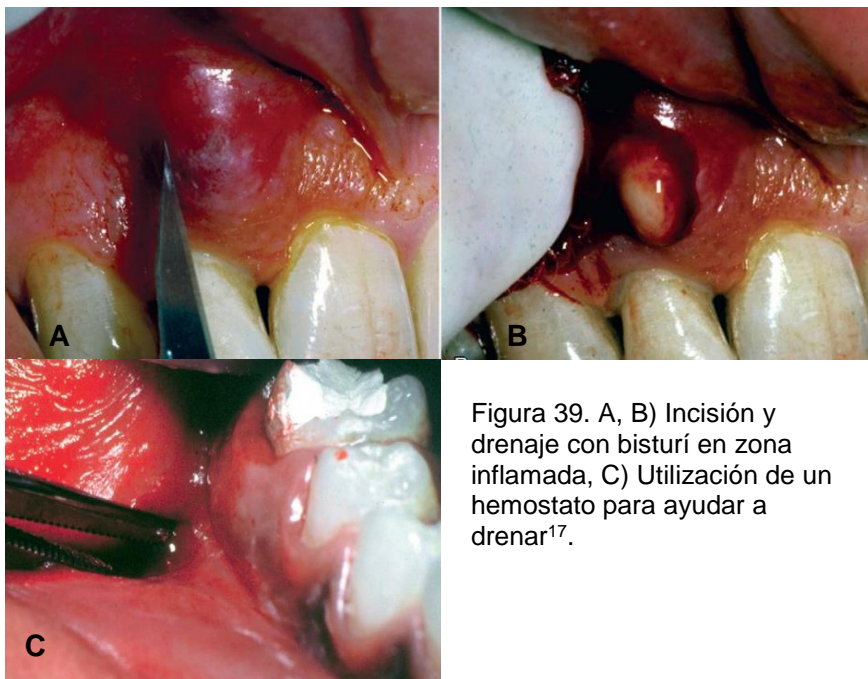 A
B
C
Figura 39. A, B) Incisión y
drenaje con bisturí en zona
inflamada, C) Utilización de un
hemostato para ayudar a
drenar¹⁷.